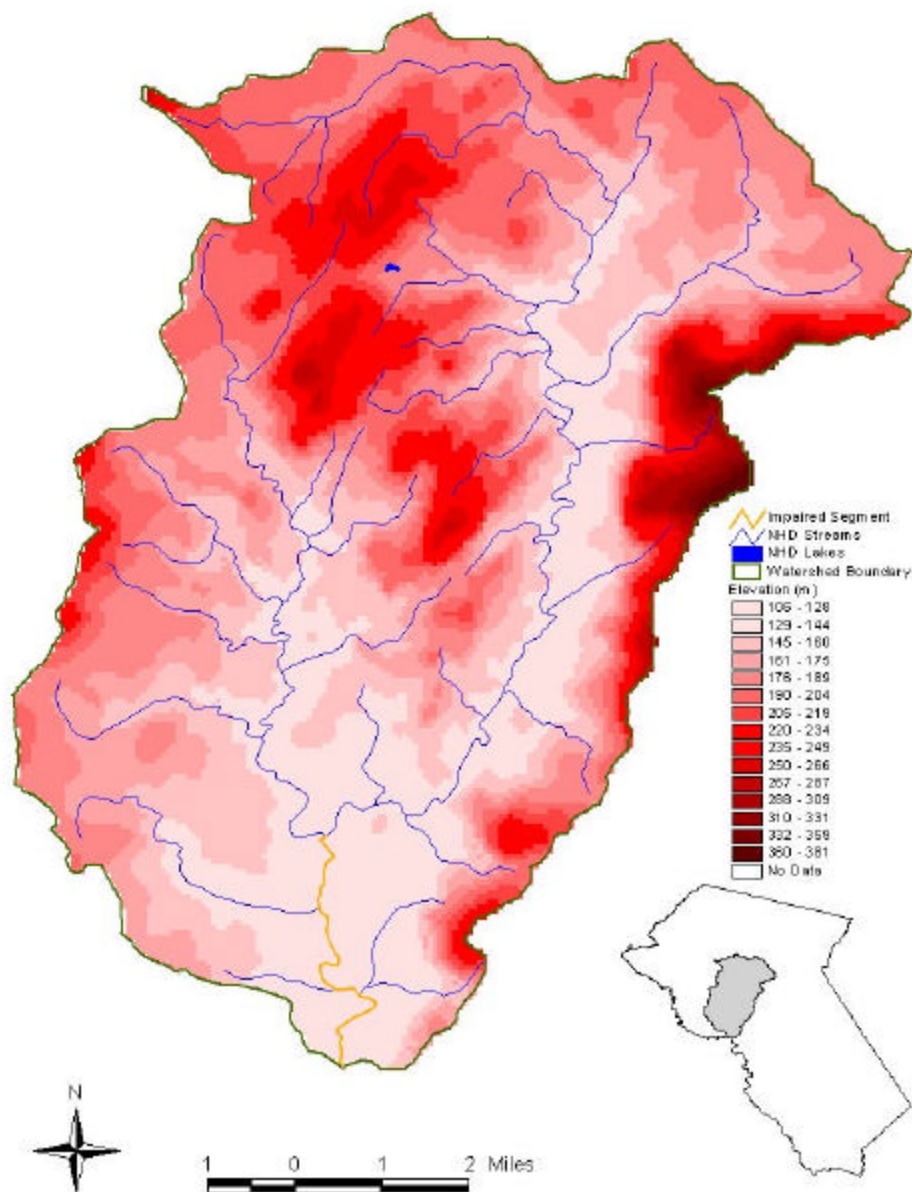 Impaired Segment
NHD Streams
NHD Lakes
Watershed Boundary
Elevation (m)
106 - 128
129 - 144
145 - 160
161 - 175
176 - 189
190 - 204
205 - 219
220 - 234
235 - 249
250 - 266
267 - 287
288 - 309
310 - 331
332 - 359
360 - 381
No Data
N
1 0 1 2 Miles